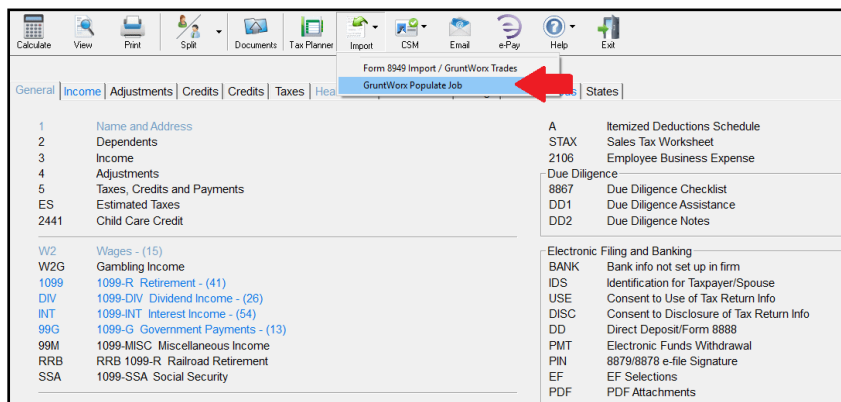 Calculate View Print Split Documents Tax Planner Import CSM Email e-Pay Help Exit
Form 8949 Import / GruntWorx Trades
GruntWorx Populate Job
General Income Adjustments Credits Credits Taxes Hea States
1 Name and Address
2 Dependents
3 Income
4 Adjustments
5 Taxes, Credits and Payments
ES Estimated Taxes
2441 Child Care Credit
W2 Wages - (15)
W2G Gambling Income
1099 1099-R Retirement - (41)
DIV 1099-DIV Dividend Income - (26)
INT 1099-INT Interest Income - (54)
99G 1099-G Government Payments - (13)
99M 1099-MISC Miscellaneous Income
RRB RRB 1099-R Railroad Retirement
SSA 1099-SSA Social Security
A Itemized Deductions Schedule
STAX Sales Tax Worksheet
2106 Employee Business Expense
Due Diligence
8867 Due Diligence Checklist
DD1 Due Diligence Assistance
DD2 Due Diligence Notes
Electronic Filing and Banking
BANK Bank info not set up in firm
IDS Identification for Taxpayer/Spouse
USE Consent to Use of Tax Return Info
DISC Consent to Disclosure of Tax Return Info
DD Direct Deposit/Form 8888
PMT Electronic Funds Withdrawal
PIN 8879/8878 e-file Signature
EF EF Selections
PDF PDF Attachments